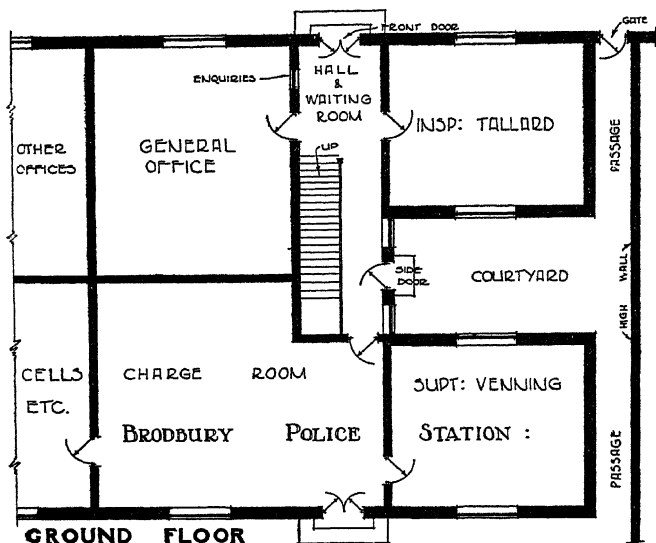 GATE
FRONT DOOR
HALL
&
WAITING
ROOM
ENQUIRIES
INSP: TALLARD
GENERAL
OFFICE
OTHER
OFFICES
UP
PASSAGE
SIDE
DOOR
COURTYARD
HIGH WALL
CELLS
ETC.
CHARGE ROOM
SUPT: VENNING
BRODBURY POLICE STATION :
PASSAGE
GROUND FLOOR